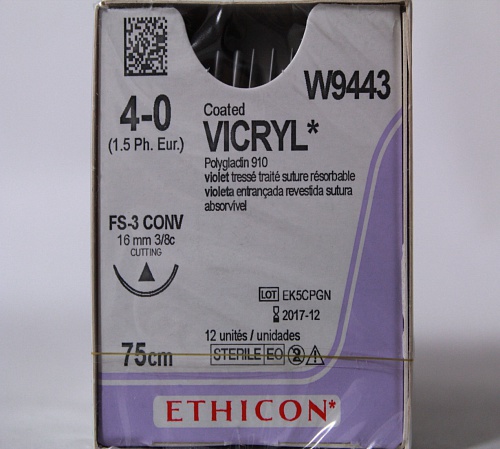 W9443
4-0
(1.5 Ph. Eur.)
Coated
VICRYL*
Polygladin 910
violet tressé traité suture résorbable
violeta entrançada revestida sutura
absorvivel
FS-3 CONV
16 mm 3/8c
CUTTING
LOT EK5CPGN
2017-12
12 unités / unidades
75cm
STERILE EO 2
ETHICON*